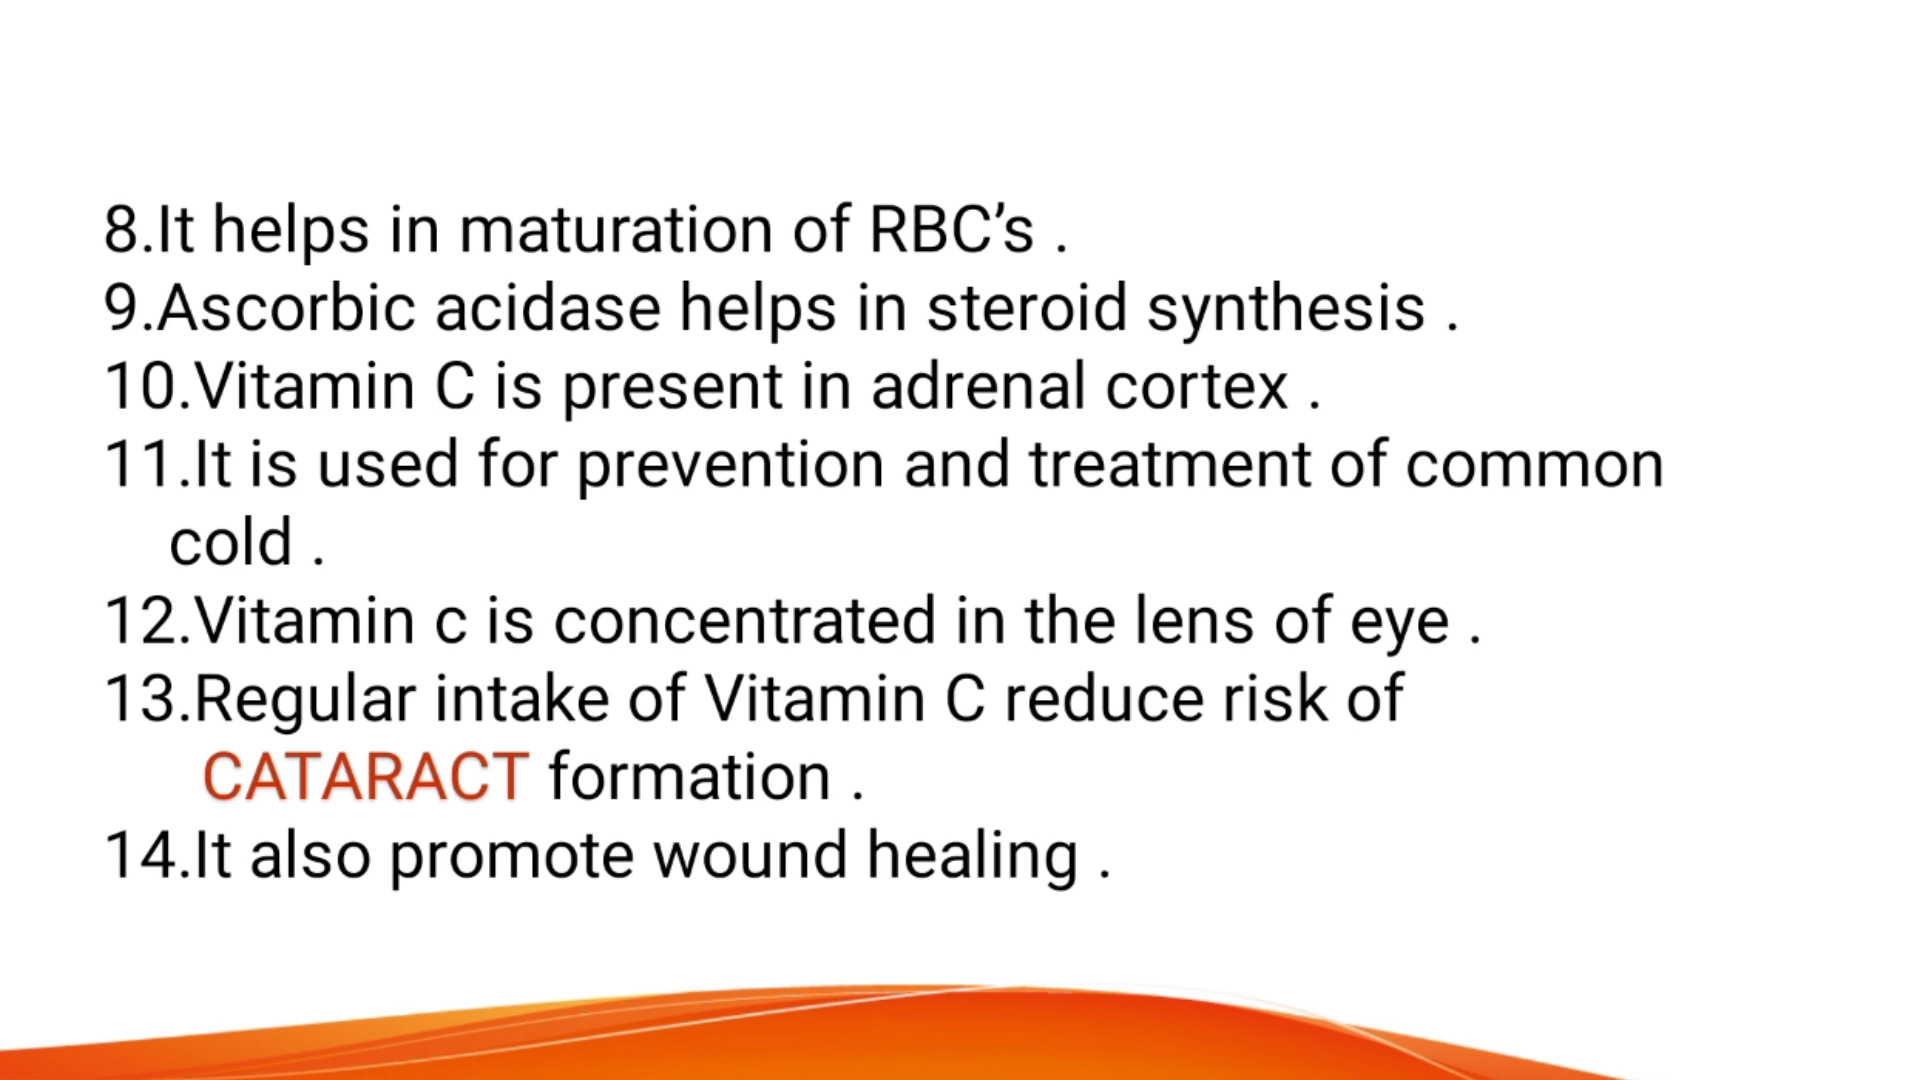 8.It helps in maturation of RBC’s .
9.Ascorbic acidase helps in steroid synthesis .
10.Vitamin C is present in adrenal cortex .
11.It is used for prevention and treatment of common
cold .
12.Vitamin c is concentrated in the lens of eye .
13.Regular intake of Vitamin C reduce risk of
CATARACT formation .
14.It also promote wound healing .